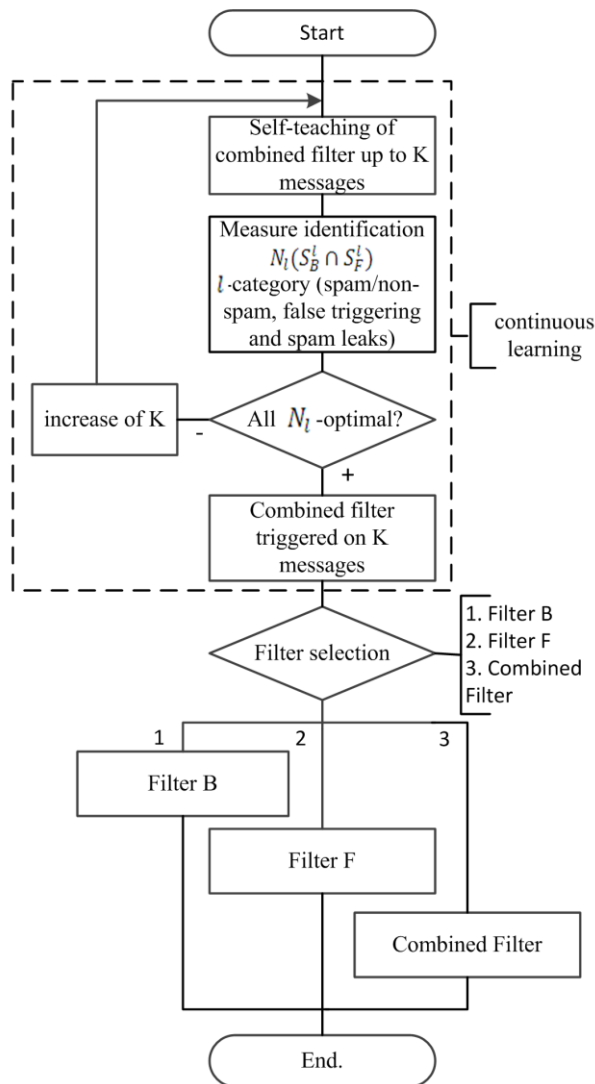 Start
Self-teaching of
combined filter up to K
messages
Measure identification
N_l(S_B^l ∩ S_F^l)
l-category (spam/non-
spam, false triggering
and spam leaks)
continuous
learning
increase of K
-
All N_l -optimal?
+
Combined filter
triggered on K
messages
Filter selection
1. Filter B
2. Filter F
3. Combined
Filter
1
2
3
Filter B
Filter F
Combined Filter
End.